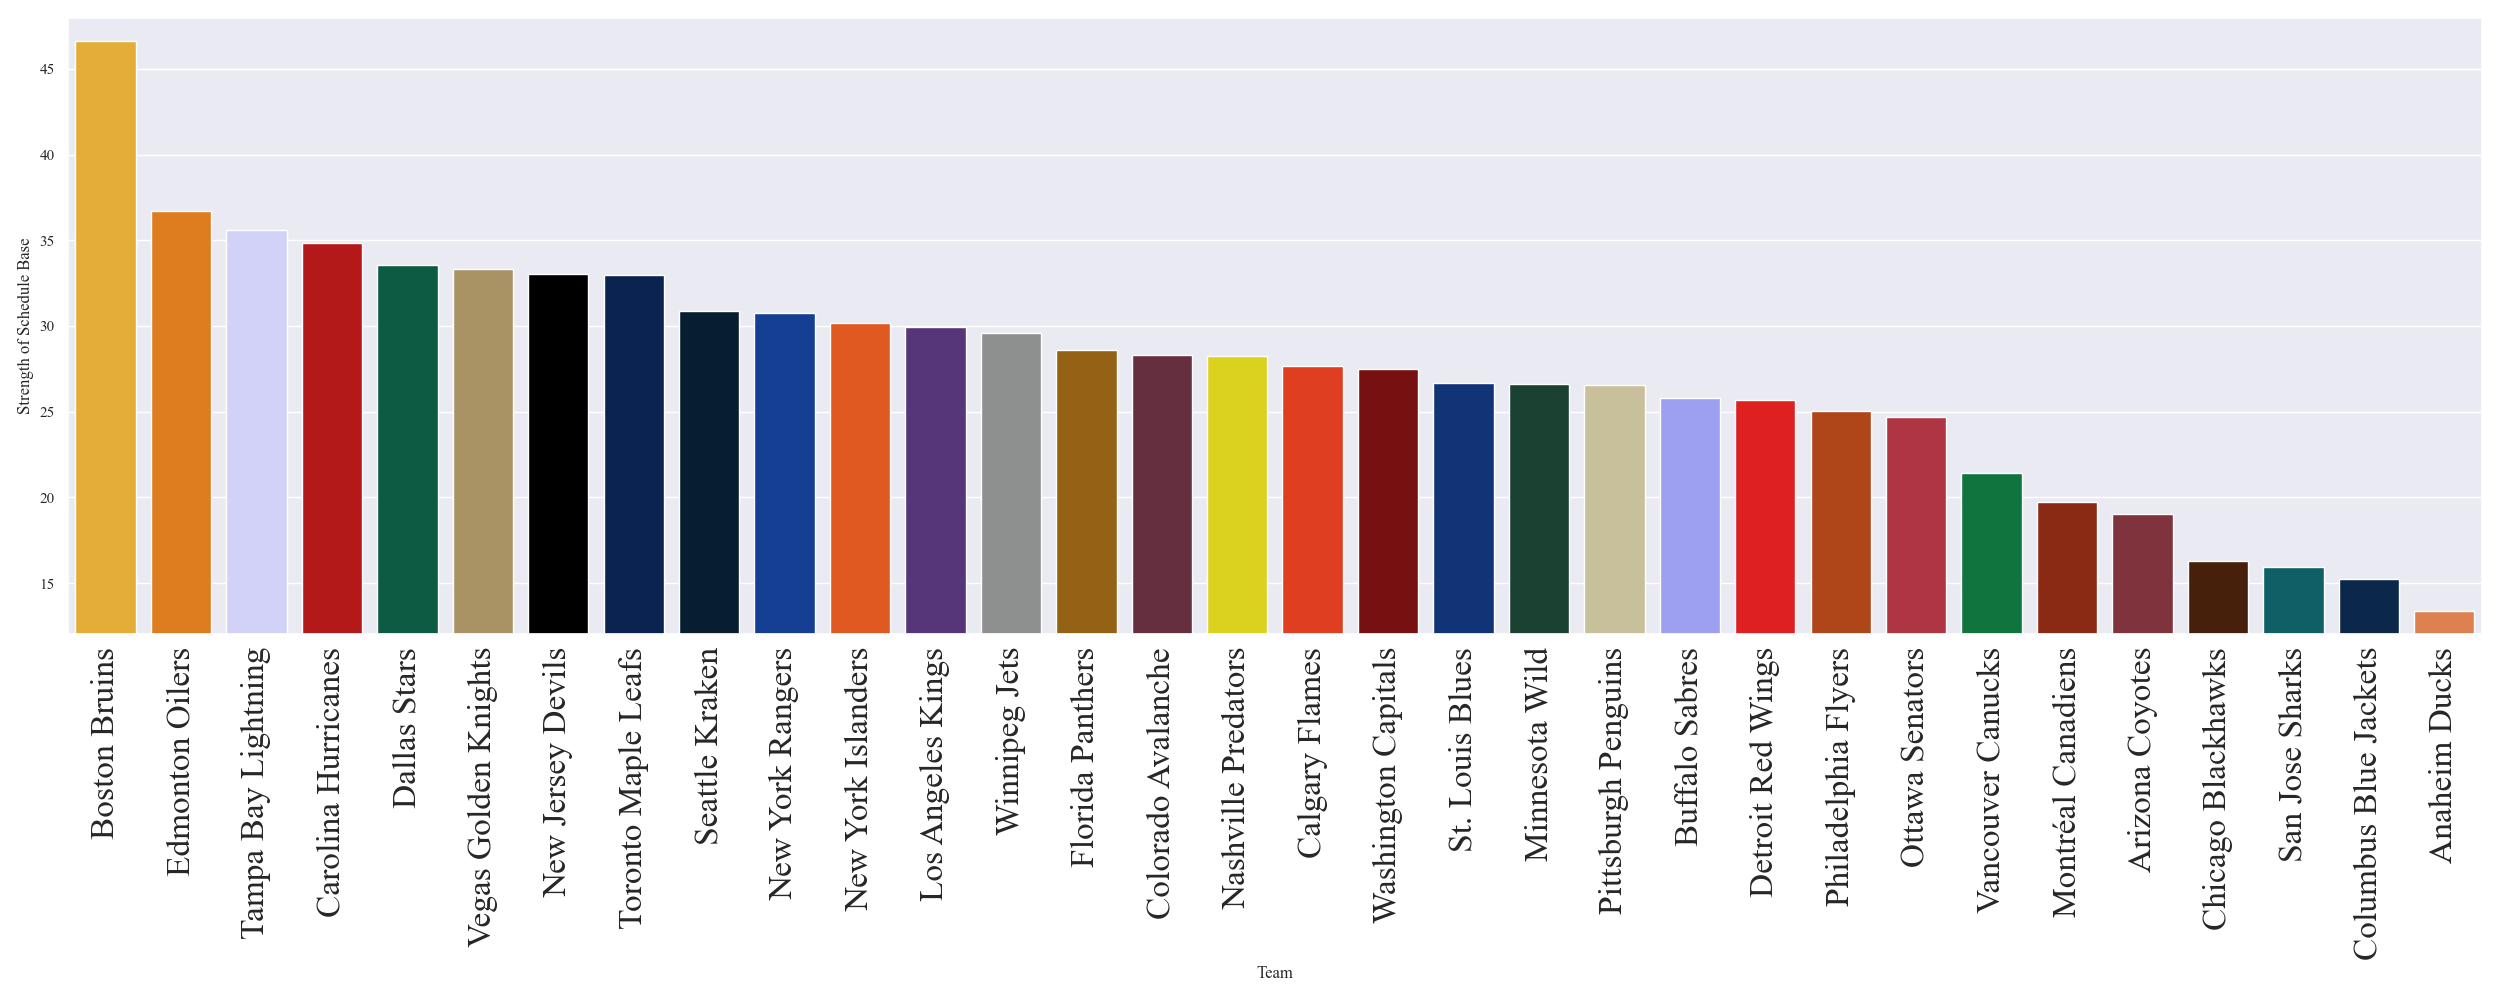 45
40
35
30
25
20
15
Strength of Schedule Base
Boston Bruins
Edmonton Oilers
Tampa Bay Lightning
Carolina Hurricanes
Dallas Stars
Vegas Golden Knights
New Jersey Devils
Toronto Maple Leafs
Seattle Kraken
New York Rangers
New York Islanders
Los Angeles Kings
Winnipeg Jets
Florida Panthers
Colorado Avalanche
Nashville Predators
Calgary Flames
Washington Capitals
St. Louis Blues
Minnesota Wild
Pittsburgh Penguins
Buffalo Sabres
Detroit Red Wings
Philadelphia Flyers
Ottawa Senators
Vancouver Canucks
Montréal Canadiens
Arizona Coyotes
Chicago Blackhawks
San Jose Sharks
Columbus Blue Jackets
Anaheim Ducks
Team